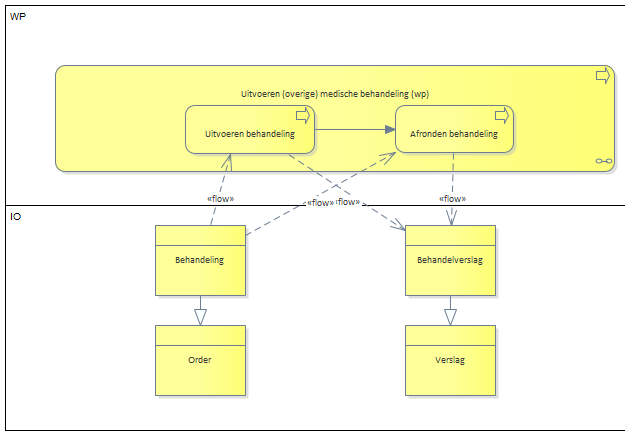 WP
Uitvoeren (overige) medische behandeling (wp)
Uitvoeren behandeling
Afronden behandeling
«flow»
«flow»
flow»
«flow»
IO
Behandeling
Behandelverslag
Order
Verslag